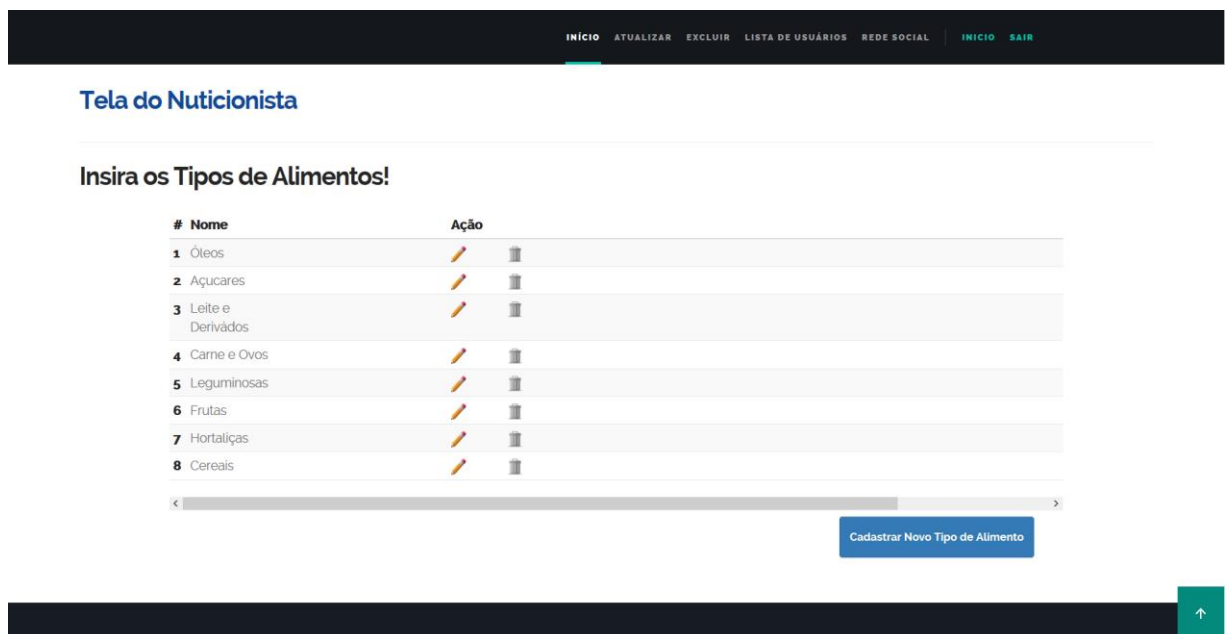 INÍCIO ATUALIZAR EXCLUIR LISTA DE USUÁRIOS REDE SOCIAL INICIO SAIR
Tela do Nuticionista
Insira os Tipos de Alimentos!
# Nome Ação
1 Óleos
2 Açucares
3 Leite e
Derivádos
4 Carne e Ovos
5 Leguminosas
6 Frutas
7 Hortaliças
8 Cereais
Cadastrar Novo Tipo de Alimento